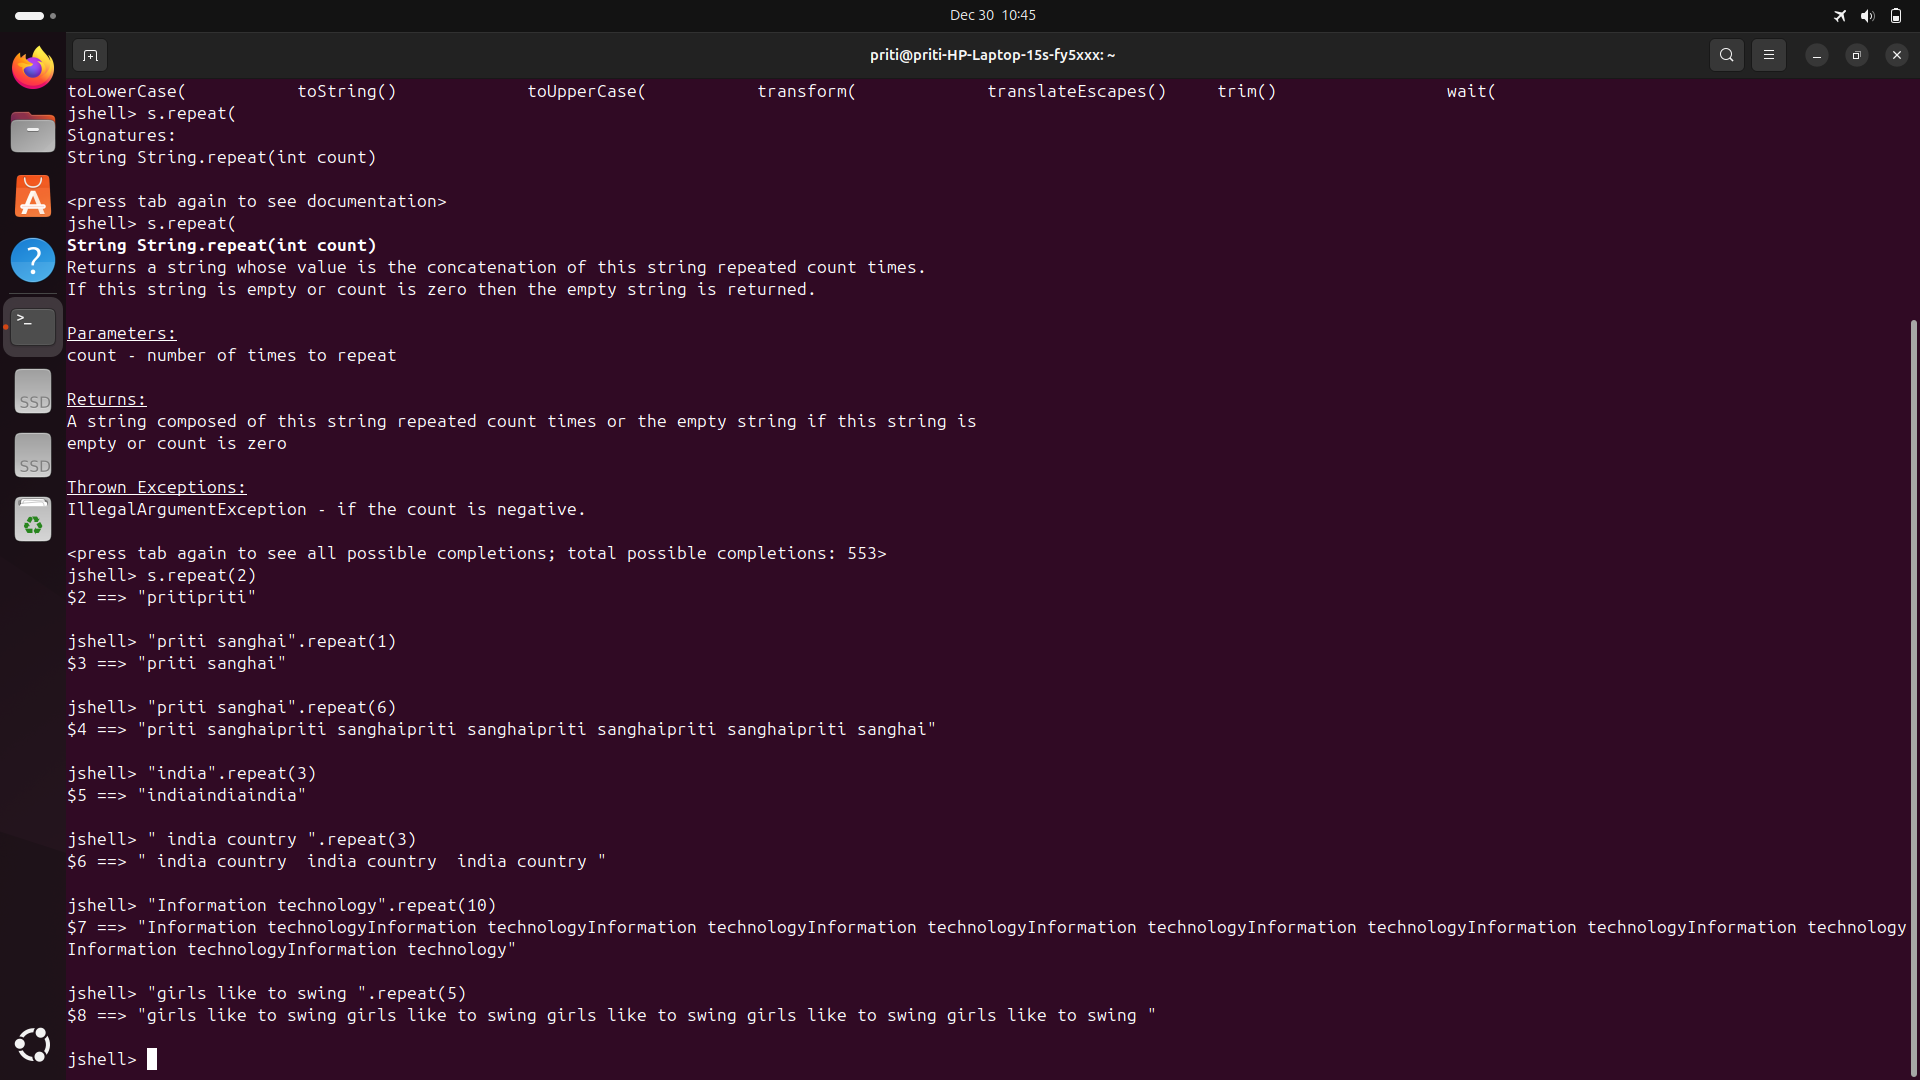 Dec 30 10:45
priti@priti-HP-Laptop-15s-fy5xxx: ~
toLowerCase( toString() toUpperCase( transform( translateEscapes() trim() wait(
jshell> s.repeat(
Signatures:
String String.repeat(int count)
<press tab again to see documentation>
jshell> s.repeat(
String String.repeat(int count)
Returns a string whose value is the concatenation of this string repeated count times.
If this string is empty or count is zero then the empty string is returned.
Parameters:
count - number of times to repeat
Returns:
A string composed of this string repeated count times or the empty string if this string is
empty or count is zero
Thrown Exceptions:
IllegalArgumentException - if the count is negative.
<press tab again to see all possible completions; total possible completions: 553>
jshell> s.repeat(2)
$2 ==> "pritipriti"
jshell> "priti sanghai".repeat(1)
$3 ==> "priti sanghai"
jshell> "priti sanghai".repeat(6)
$4 ==> "priti sanghaipriti sanghaipriti sanghaipriti sanghaipriti sanghaipriti sanghai"
jshell> "india".repeat(3)
$5 ==> "indiaindiaindia"
jshell> " india country ".repeat(3)
$6 ==> " india country  india country  india country "
jshell> "Information technology".repeat(10)
$7 ==> "Information technologyInformation technologyInformation technologyInformation technologyInformation technologyInformation technologyInformation technologyInformation technology
Information technologyInformation technology"
jshell> "girls like to swing ".repeat(5)
$8 ==> "girls like to swing girls like to swing girls like to swing girls like to swing girls like to swing "
jshell>
SSD
SSD